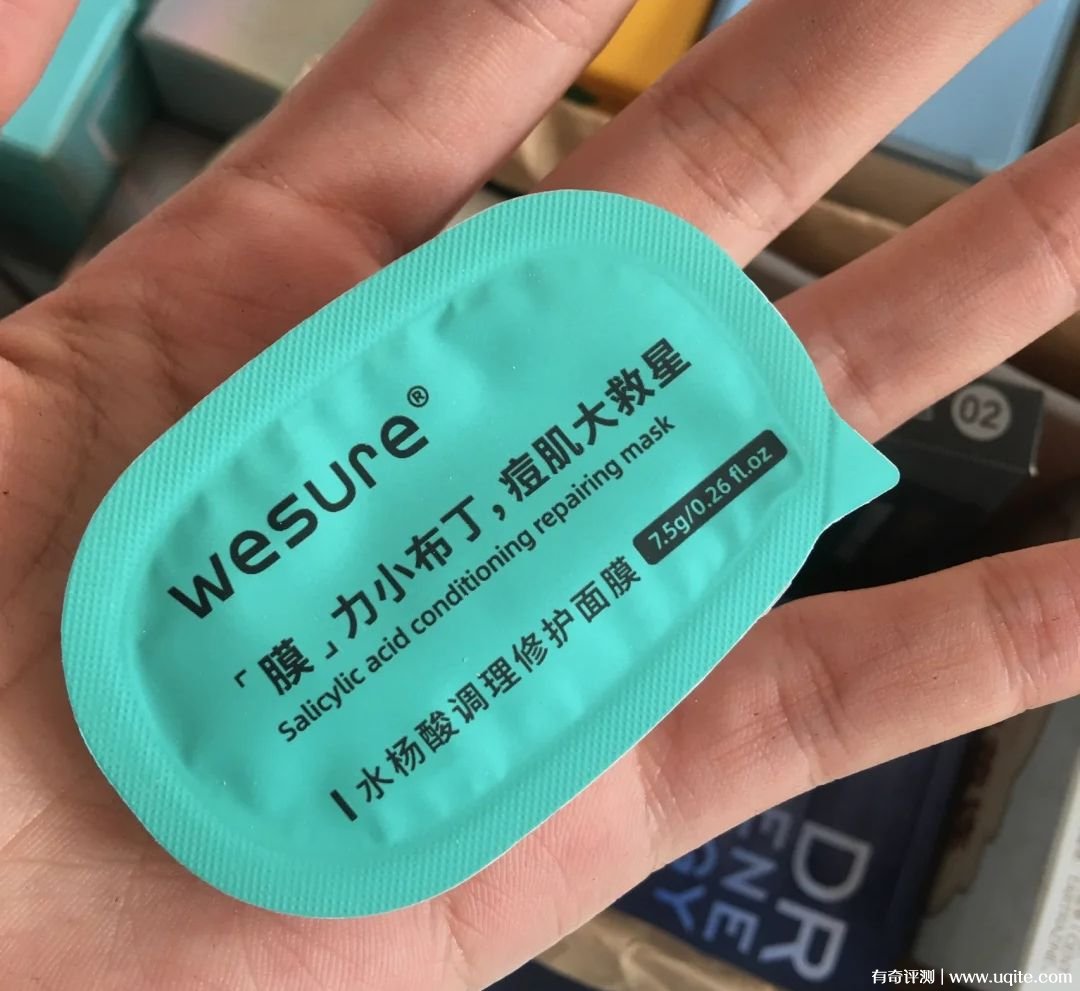 wesure®
「膜」力小布丁，痘肌大救星
Salicylic acid conditioning repairing mask
水杨酸调理修护面膜
7.5g/0.26 fl.oz
02
DR
ENE
有奇评测 | www.uqite.com